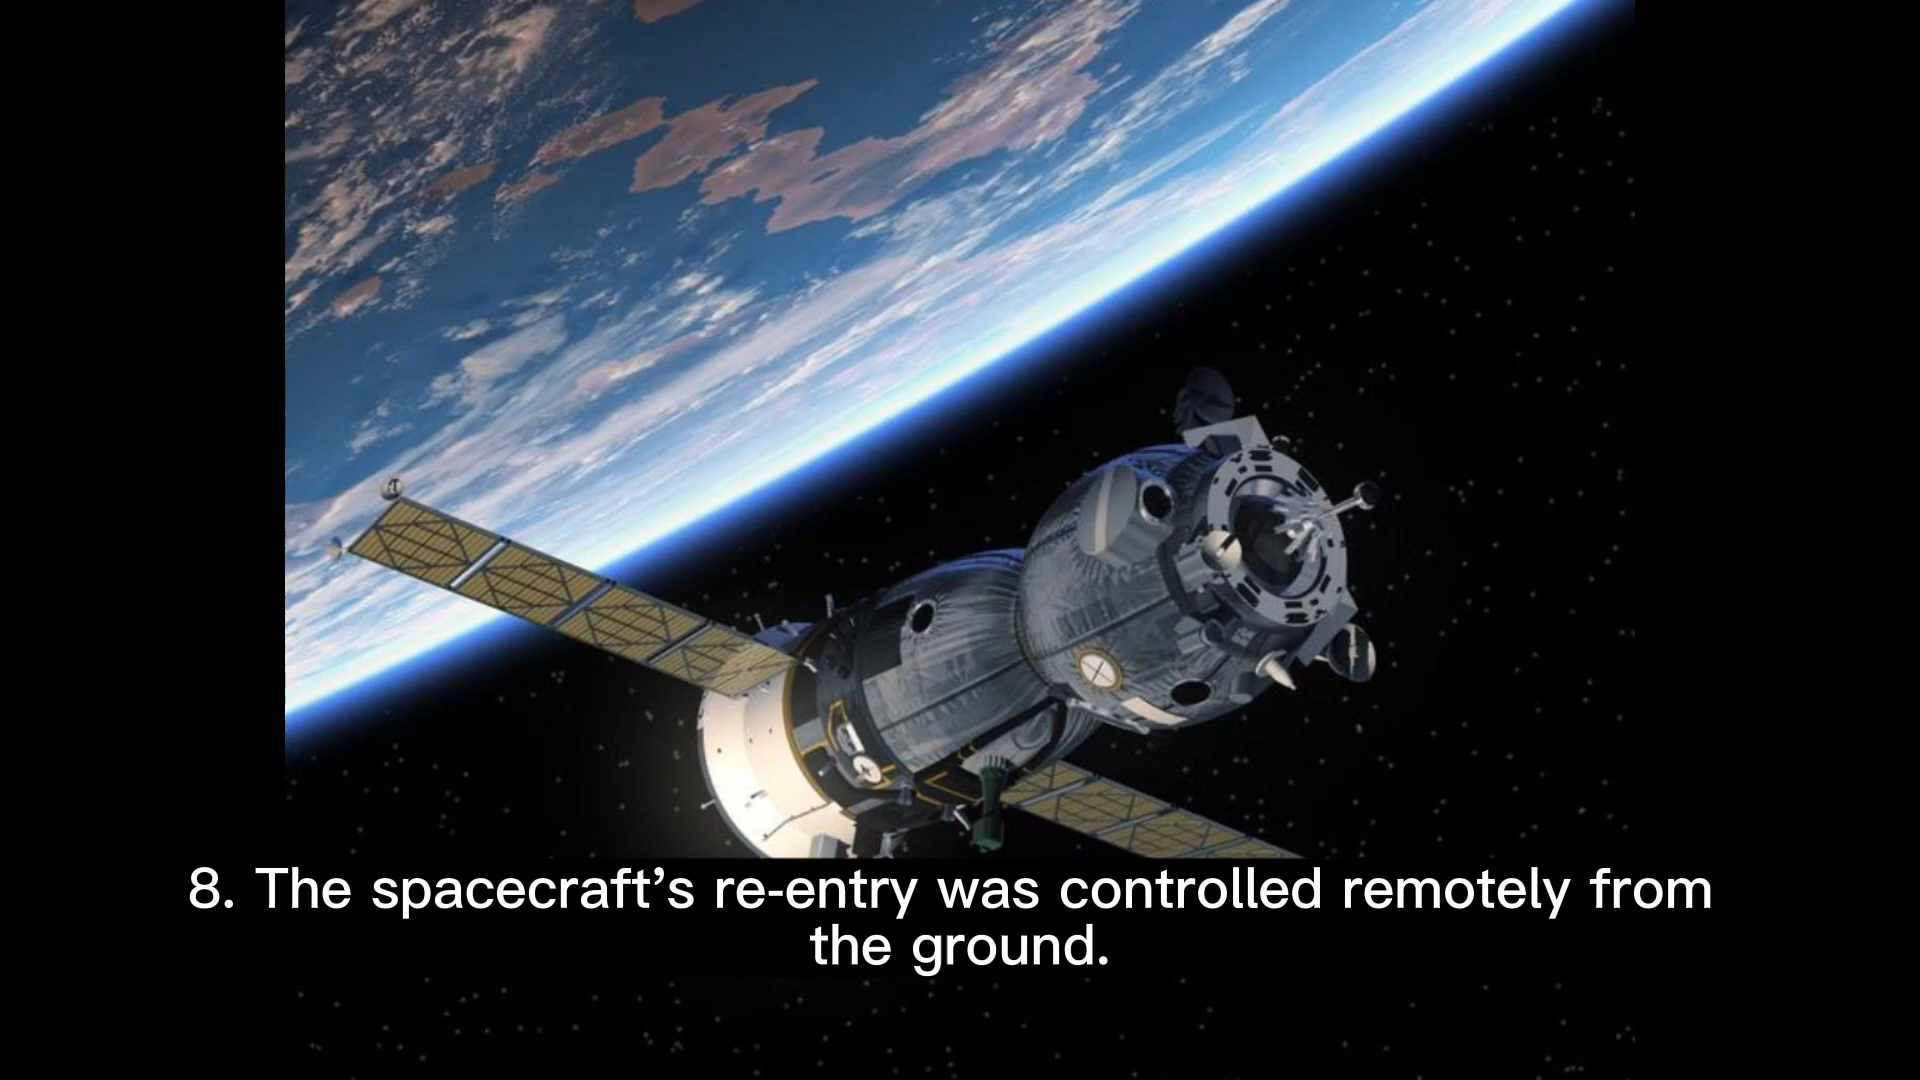 8. The spacecraft’s re-entry was controlled remotely from
the ground.